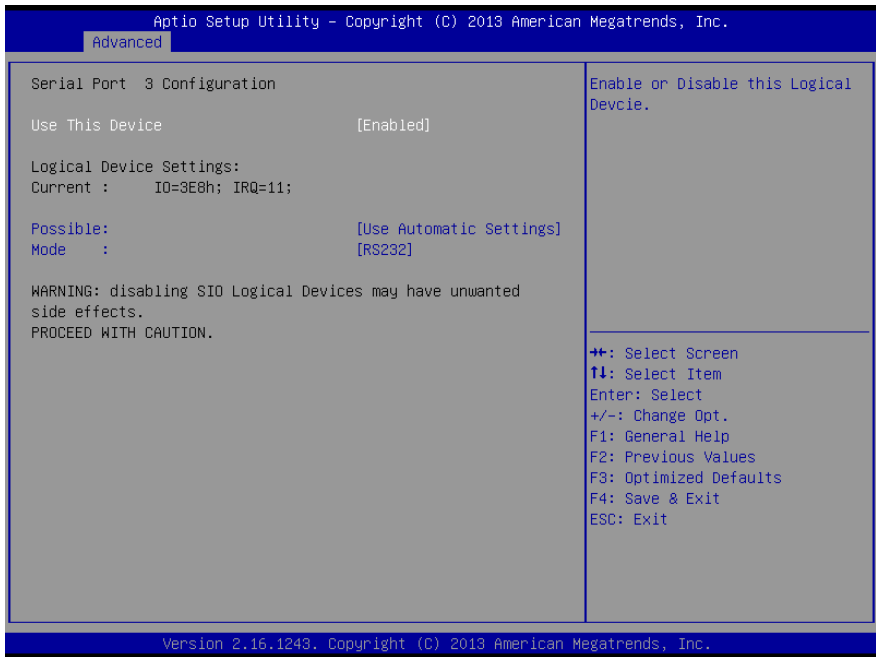 Aptio Setup Utility – Copyright (C) 2013 American Megatrends, Inc.
Advanced
Serial Port  3 Configuration
Use This Device [Enabled]
Logical Device Settings:
Current : IO=3E8h; IRQ=11;
Possible: [Use Automatic Settings]
Mode : [RS232]
WARNING: disabling SIO Logical Devices may have unwanted
side effects.
PROCEED WITH CAUTION.
Enable or Disable this Logical
Devcie.
→←: Select Screen
↑↓: Select Item
Enter: Select
+/-: Change Opt.
F1: General Help
F2: Previous Values
F3: Optimized Defaults
F4: Save & Exit
ESC: Exit
Version 2.16.1243. Copyright (C) 2013 American Megatrends, Inc.